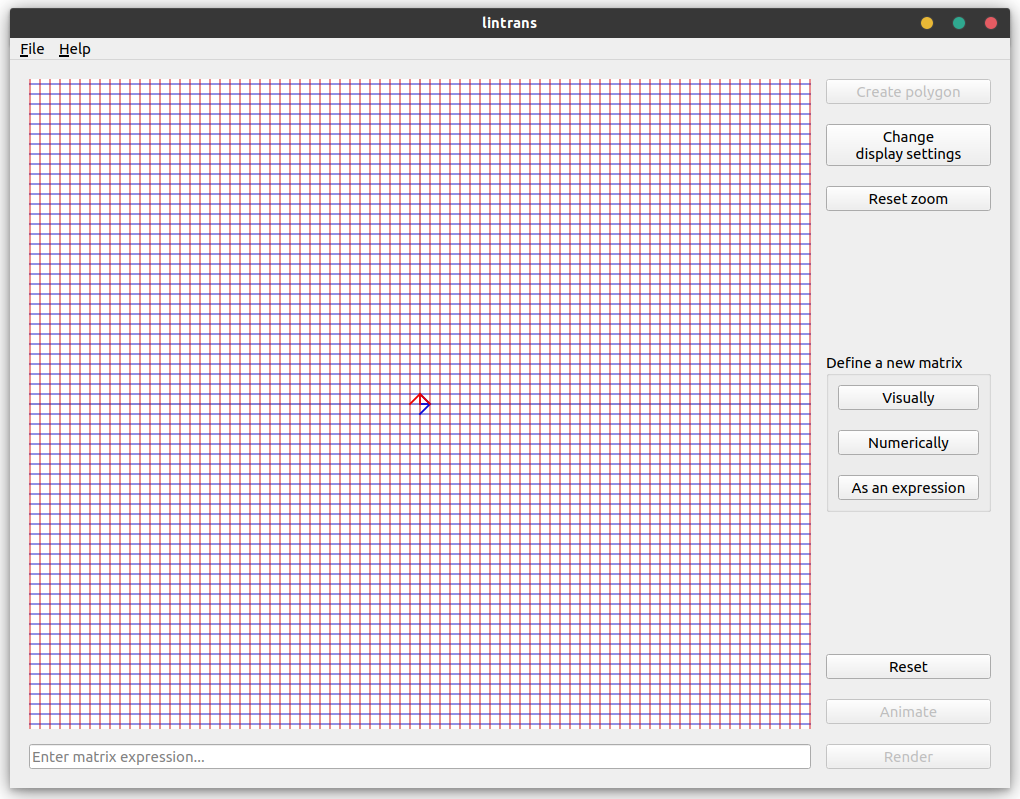 lintrans
File Help
Create polygon
Change
display settings
Reset zoom
Define a new matrix
Visually
Numerically
As an expression
Reset
Animate
Enter matrix expression...
Render